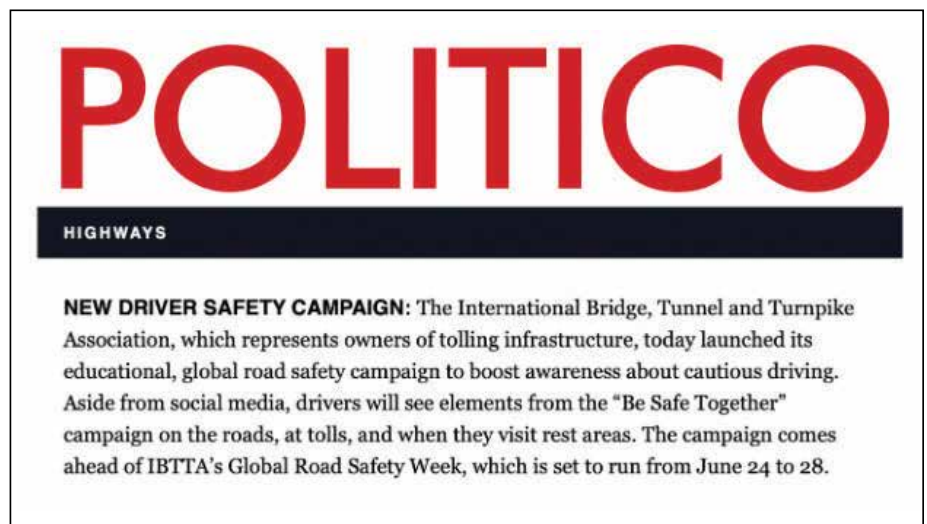 POLITICO
HIGHWAYS
NEW DRIVER SAFETY CAMPAIGN: The International Bridge, Tunnel and Turnpike
Association, which represents owners of tolling infrastructure, today launched its
educational, global road safety campaign to boost awareness about cautious driving.
Aside from social media, drivers will see elements from the “Be Safe Together”
campaign on the roads, at tolls, and when they visit rest areas. The campaign comes
ahead of IBTTA’s Global Road Safety Week, which is set to run from June 24 to 28.